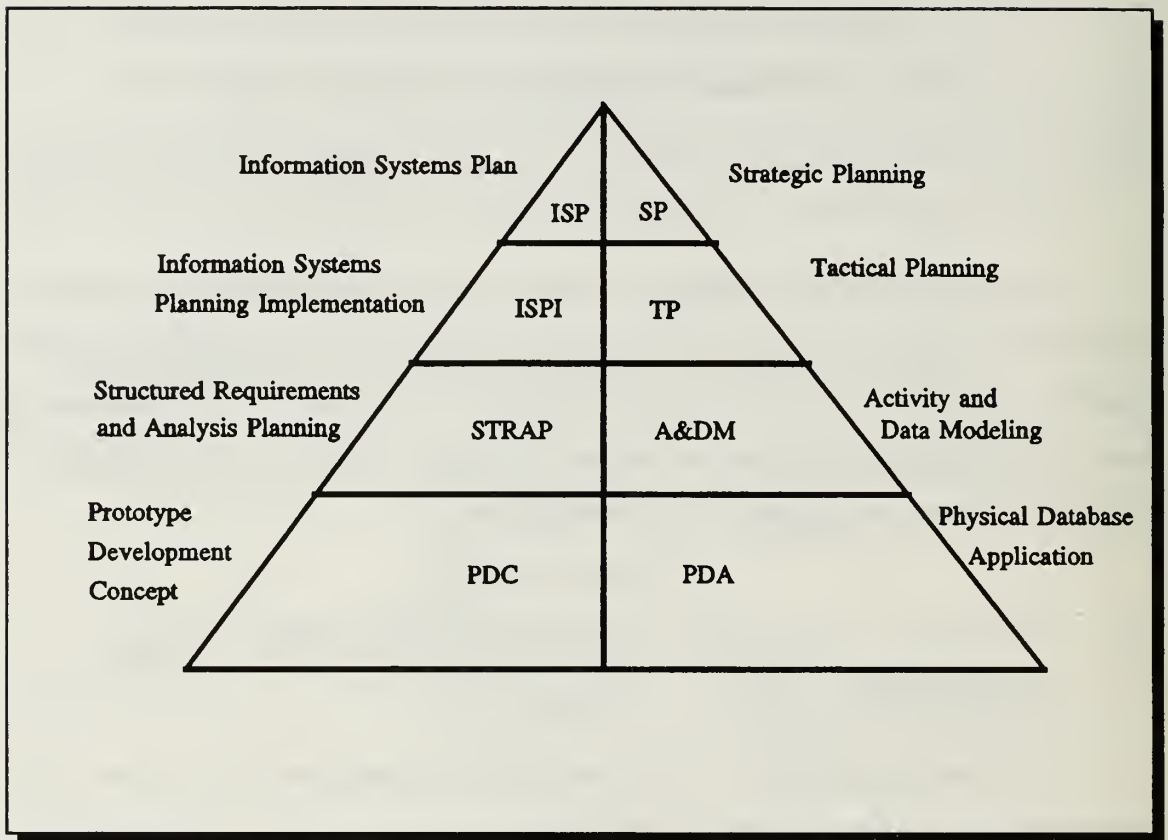 Information Systems Plan
Strategic Planning
ISP
SP
Information Systems
Planning Implementation
Tactical Planning
ISPI
TP
Structured Requirements
and Analysis Planning
Activity and
Data Modeling
STRAP
A&DM
Prototype
Development
Concept
Physical Database
Application
PDC
PDA